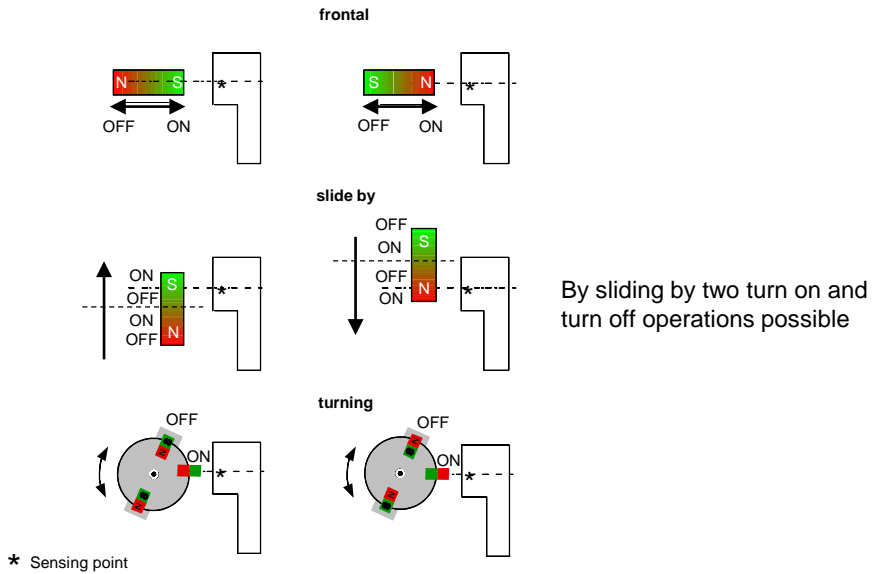 frontal
N S
* 
OFF ON
S N
*
OFF ON
slide by
ON
OFF
ON
OFF
S
N
*
OFF
ON
OFF
ON
S
N
*
By sliding by two turn on and
turn off operations possible
turning
OFF
ON
N
N
*
OFF
ON
N
N
*
* Sensing point